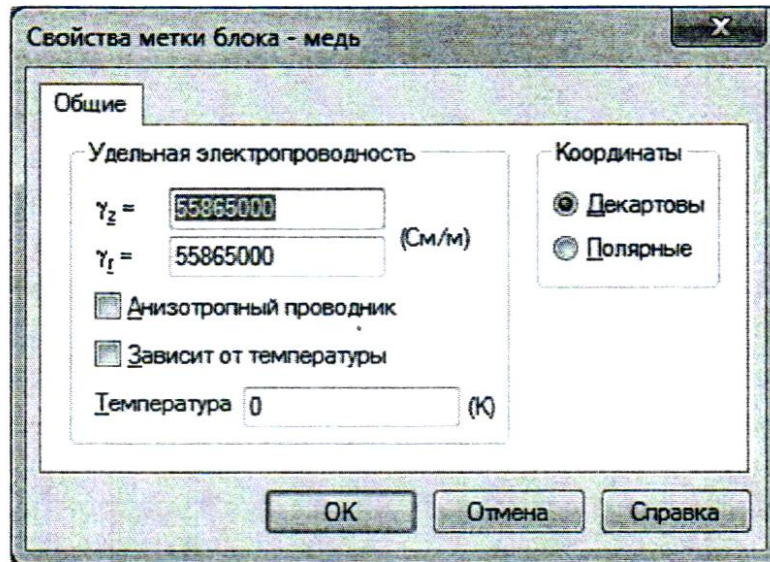 Свойства метки блока - медь
x
Общие
Удельная электропроводность
γz = 55865000
γr = 55865000
(См/м)
Анизотропный проводник
Зависит от температуры
Температура 0 (К)
Координаты
Декартовы
Полярные
ОК
Отмена
Справка